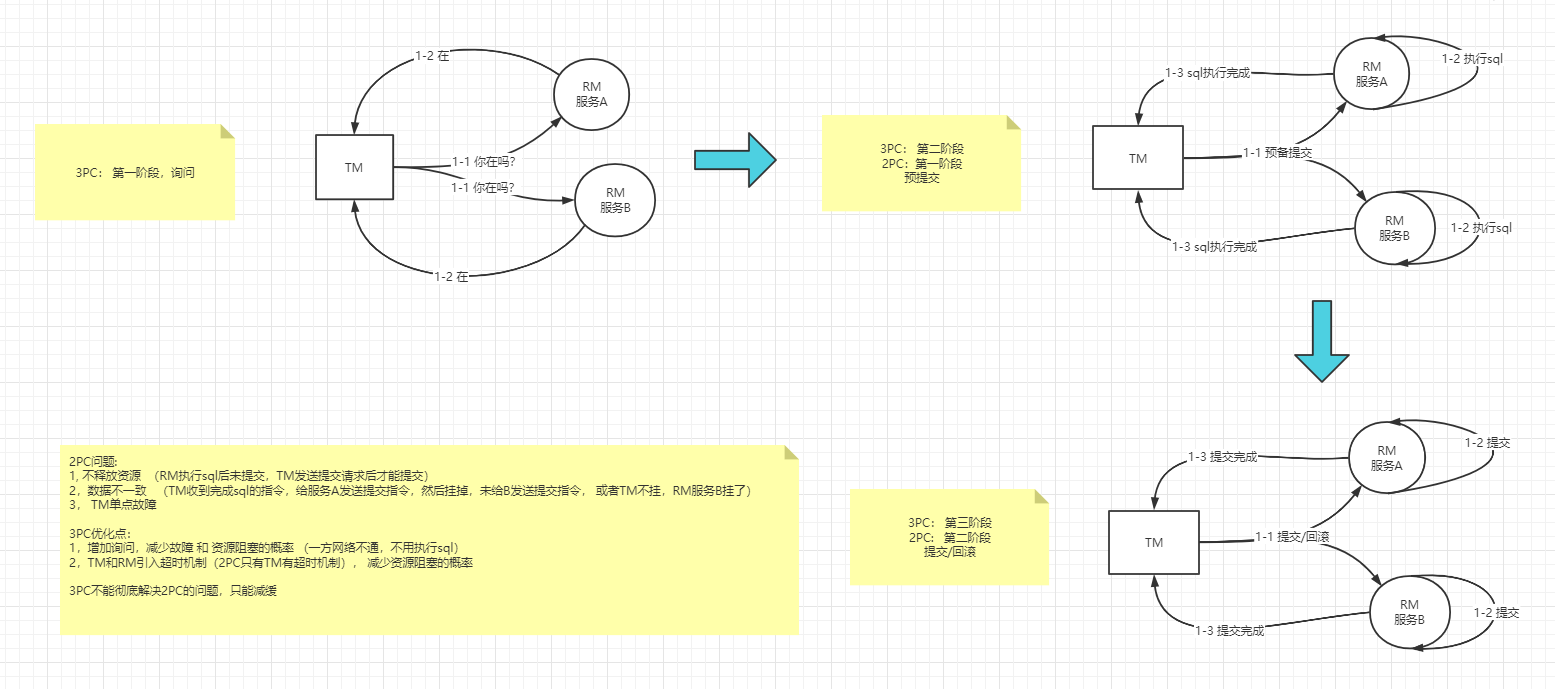 3PC： 第一阶段，询问
1-2 在
RM
服务A
TM
1-1 你在吗?
1-1 你在吗?
RM
服务B
1-2 在
3PC： 第二阶段
2PC：第一阶段
预提交
RM
服务A
1-2 执行sql
1-3 sql执行完成
TM
1-1 预备提交
RM
服务B
1-2 执行sql
1-3 sql执行完成
2PC问题:
1, 不释放资源 （RM执行sql后未提交，TM发送提交请求后才能提交）
2，数据不一致 （TM收到完成sql的指令，给服务A发送提交指令，然后挂掉，未给B发送提交指令， 或者TM不挂，RM服务B挂了）
3， TM单点故障
3PC优化点：
1，增加询问，减少故障 和 资源阻塞的概率 （一方网络不通，不用执行sql）
2，TM和RM引入超时机制（2PC只有TM有超时机制）， 减少资源阻塞的概率
3PC不能彻底解决2PC的问题，只能减缓
3PC： 第三阶段
2PC：第二阶段
提交/回滚
RM
服务A
1-2 提交
1-3 提交完成
TM
1-1 提交/回滚
RM
服务B
1-2 提交
1-3 提交完成